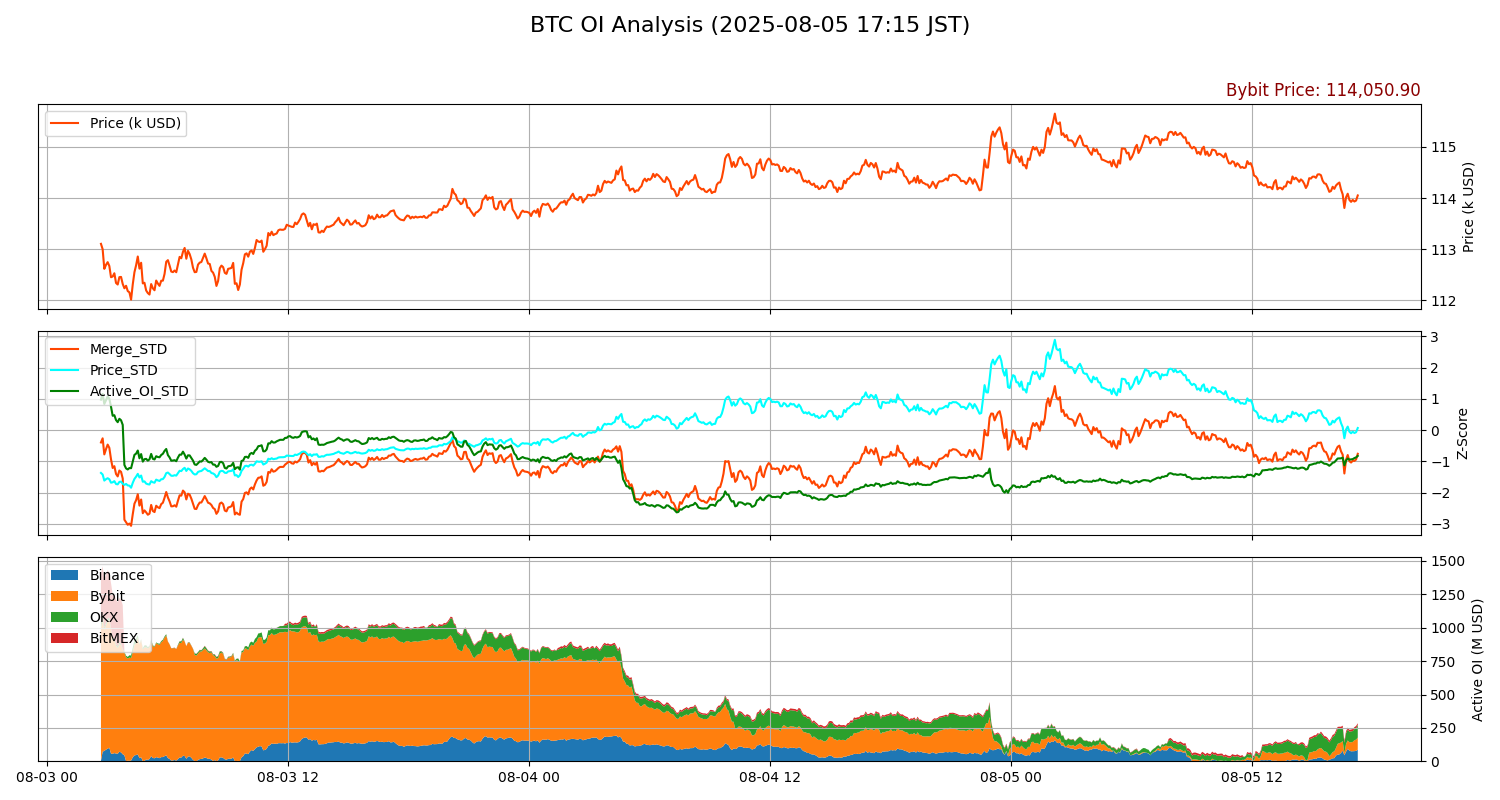 BTC OI Analysis (2025-08-05 17:15 JST)
Bybit Price: 114,050.90
Price (k USD)
115
114
113
112
Price (k USD)
Merge_STD
Price_STD
Active_OI_STD
3
2
1
0
−1
−2
−3
Z-Score
Binance
Bybit
OKX
BitMEX
1500
1250
1000
750
500
250
0
Active OI (M USD)
08-03 00
08-03 12
08-04 00
08-04 12
08-05 00
08-05 12